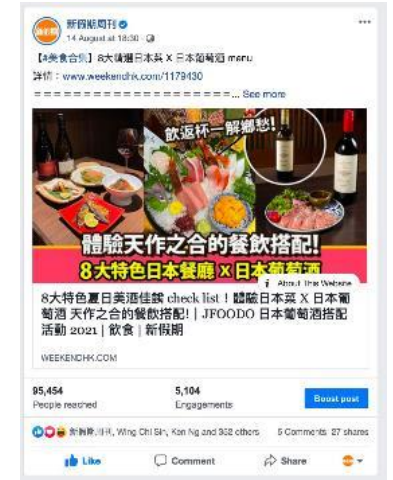 新假期周刊
14 August at 18:30
【#美食合集】8大精選日本菜 X 日本葡萄酒 menu
詳情：www.weekendhk.com/1179430
=====================... See more
飲返杯一解鄉愁！
體驗天作之合的餐飲搭配！
8大特色日本餐廳 X 日本葡萄酒
i About This Website
8大特色夏日美酒佳餚 check list！體驗日本菜 X 日本葡
萄酒 天作之合的餐飲搭配!｜JFOODO 日本葡萄酒搭配
活動 2021｜飲食｜新假期
WEEKENDHK.COM
95,454
People reached
5,104
Engagements
Boost post
新假期周刊, Wing Chi Sin, Ken Ng and 352 others
5 Comments 27 shares
Like
Comment
Share